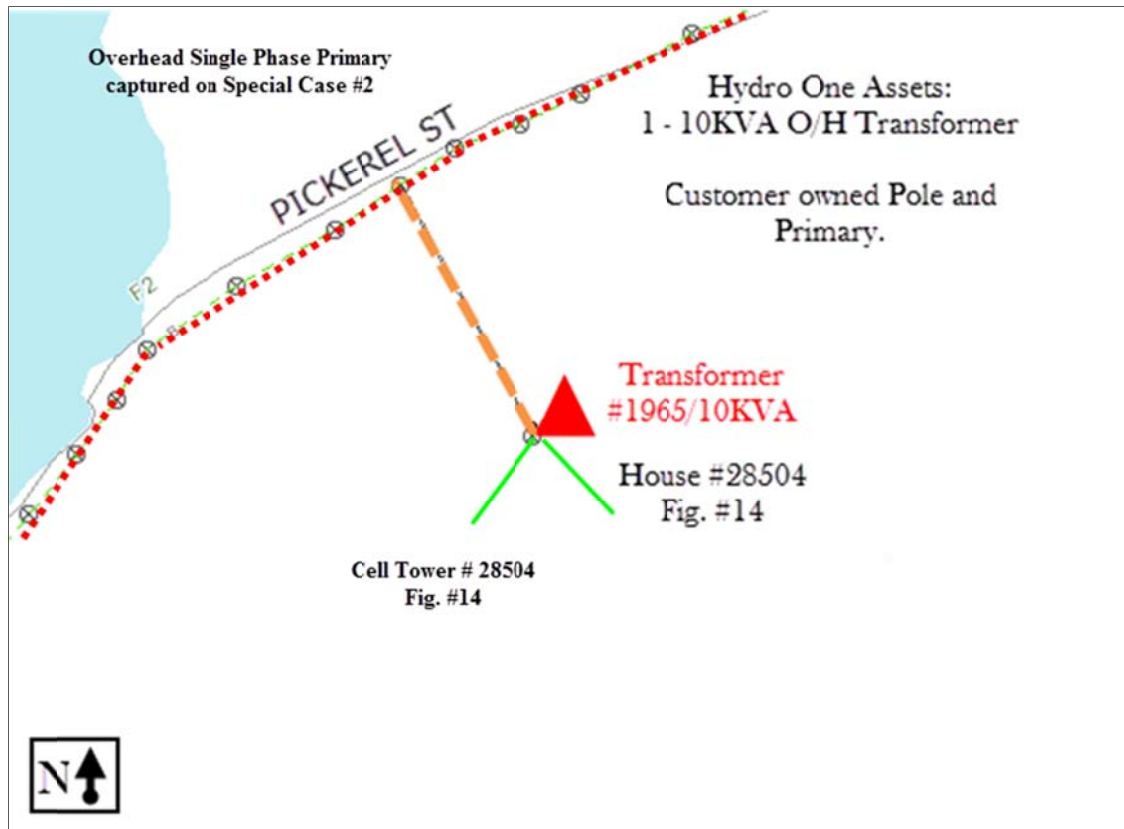 Overhead Single Phase Primary
captured on Special Case #2
Hydro One Assets:
1 - 10KVA O/H Transformer
Customer owned Pole and
Primary.
PICKEREL ST
F2
Transformer
#1965/10KVA
House #28504
Fig. #14
Cell Tower # 28504
Fig. #14
N